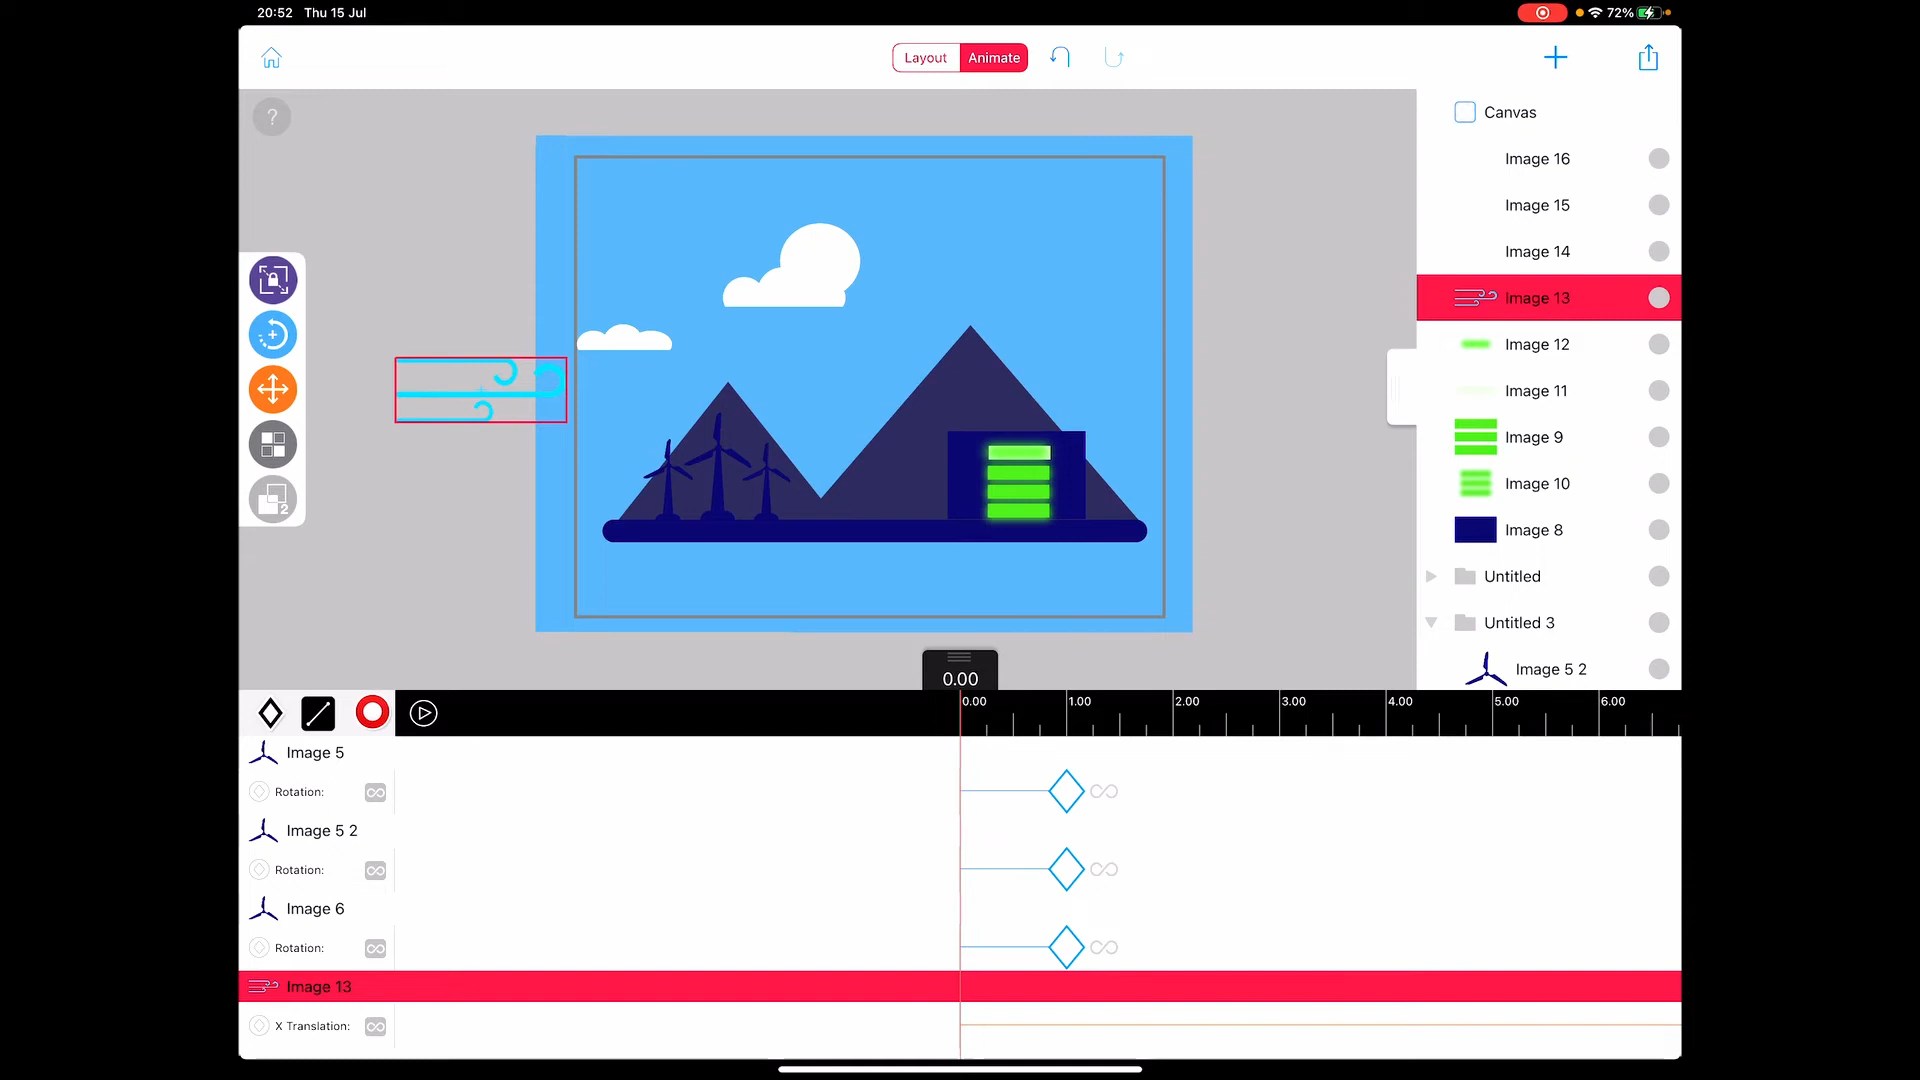 20:52 Thu 15 Jul
72%
Layout Animate
?
Canvas
Image 16
Image 15
Image 14
Image 13
Image 12
Image 11
Image 9
Image 10
Image 8
Untitled
Untitled 3
Image 5 2
2
0.00
0.00 1.00 2.00 3.00 4.00 5.00 6.00
Image 5
Rotation:
Image 5 2
Rotation:
Image 6
Rotation:
Image 13
X Translation: